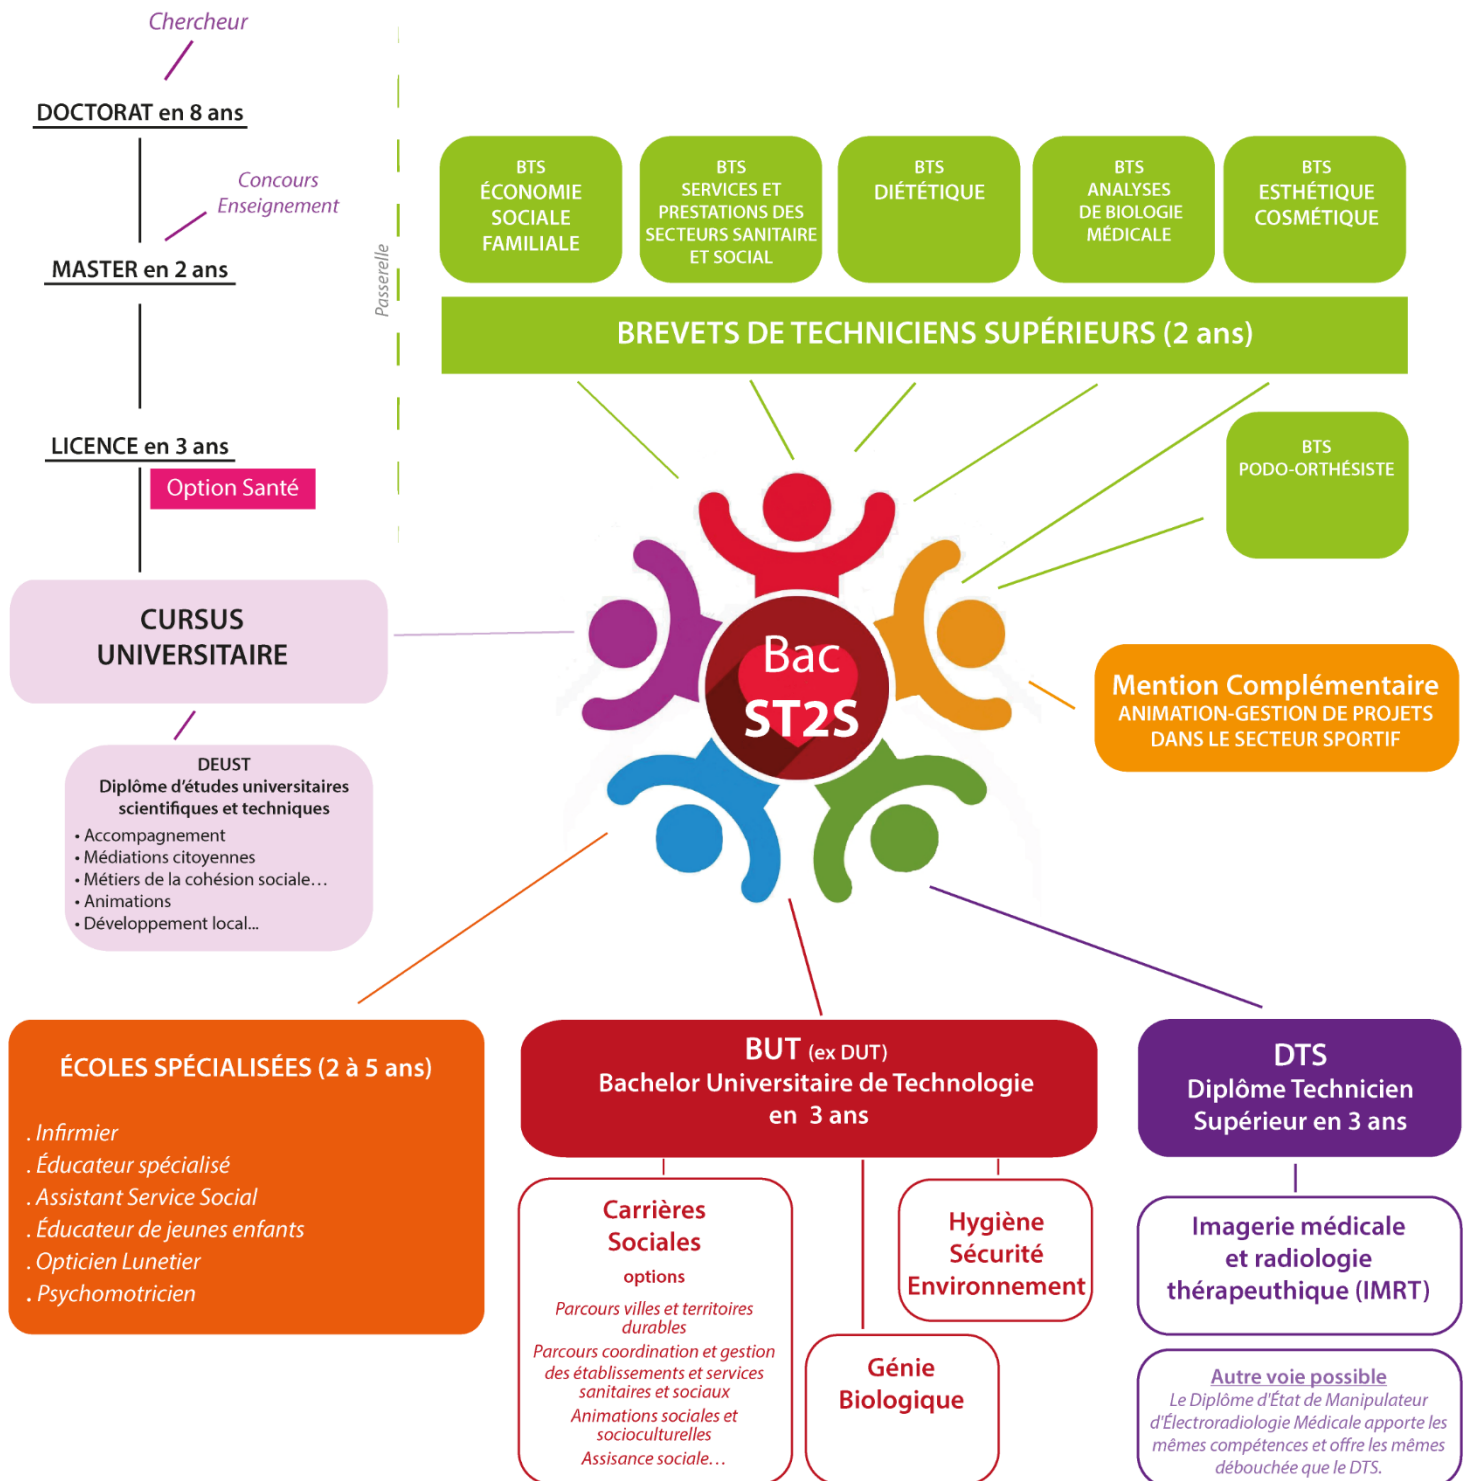 Chercheur
DOCTORAT en 8 ans
Concours
Enseignement
MASTER en 2 ans
LICENCE en 3 ans
Option Santé
Passerelle
BTS
ÉCONOMIE
SOCIALE
FAMILIALE
BTS
SERVICES ET
PRESTATIONS DES
SECTEURS SANITAIRE
ET SOCIAL
BTS
DIÉTÉTIQUE
BTS
ANALYSES
DE BIOLOGIE
MÉDICALE
BTS
ESTHÉTIQUE
COSMÉTIQUE
BREVETS DE TECHNICIENS SUPÉRIEURS (2 ans)
BTS
PODO-ORTHÉSISTE
CURSUS
UNIVERSITAIRE
Bac
ST2S
Mention Complémentaire
ANIMATION-GESTION DE PROJETS
DANS LE SECTEUR SPORTIF
DEUST
Diplôme d'études universitaires
scientifiques et techniques
• Accompagnement
• Médiations citoyennes
• Métiers de la cohésion sociale…
• Animations
• Développement local...
ÉCOLES SPÉCIALISÉES (2 à 5 ans)
. Infirmier
. Éducateur spécialisé
. Assistant Service Social
. Éducateur de jeunes enfants
. Opticien Lunetier
. Psychomotricien
BUT (ex DUT)
Bachelor Universitaire de Technologie
en 3 ans
Carrières
Sociales
options
Parcours villes et territoires
durables
Parcours coordination et gestion
des établissements et services
sanitaires et sociaux
Animations sociales et
socioculturelles
Assisance sociale…
Génie
Biologique
Hygiène
Sécurité
Environnement
DTS
Diplôme Technicien
Supérieur en 3 ans
Imagerie médicale
et radiologie
thérapeuthique (IMRT)
Autre voie possible
Le Diplôme d'État de Manipulateur
d'Électroradiologie Médicale apporte les
mêmes compétences et offre les mêmes
débouchée que le DTS.